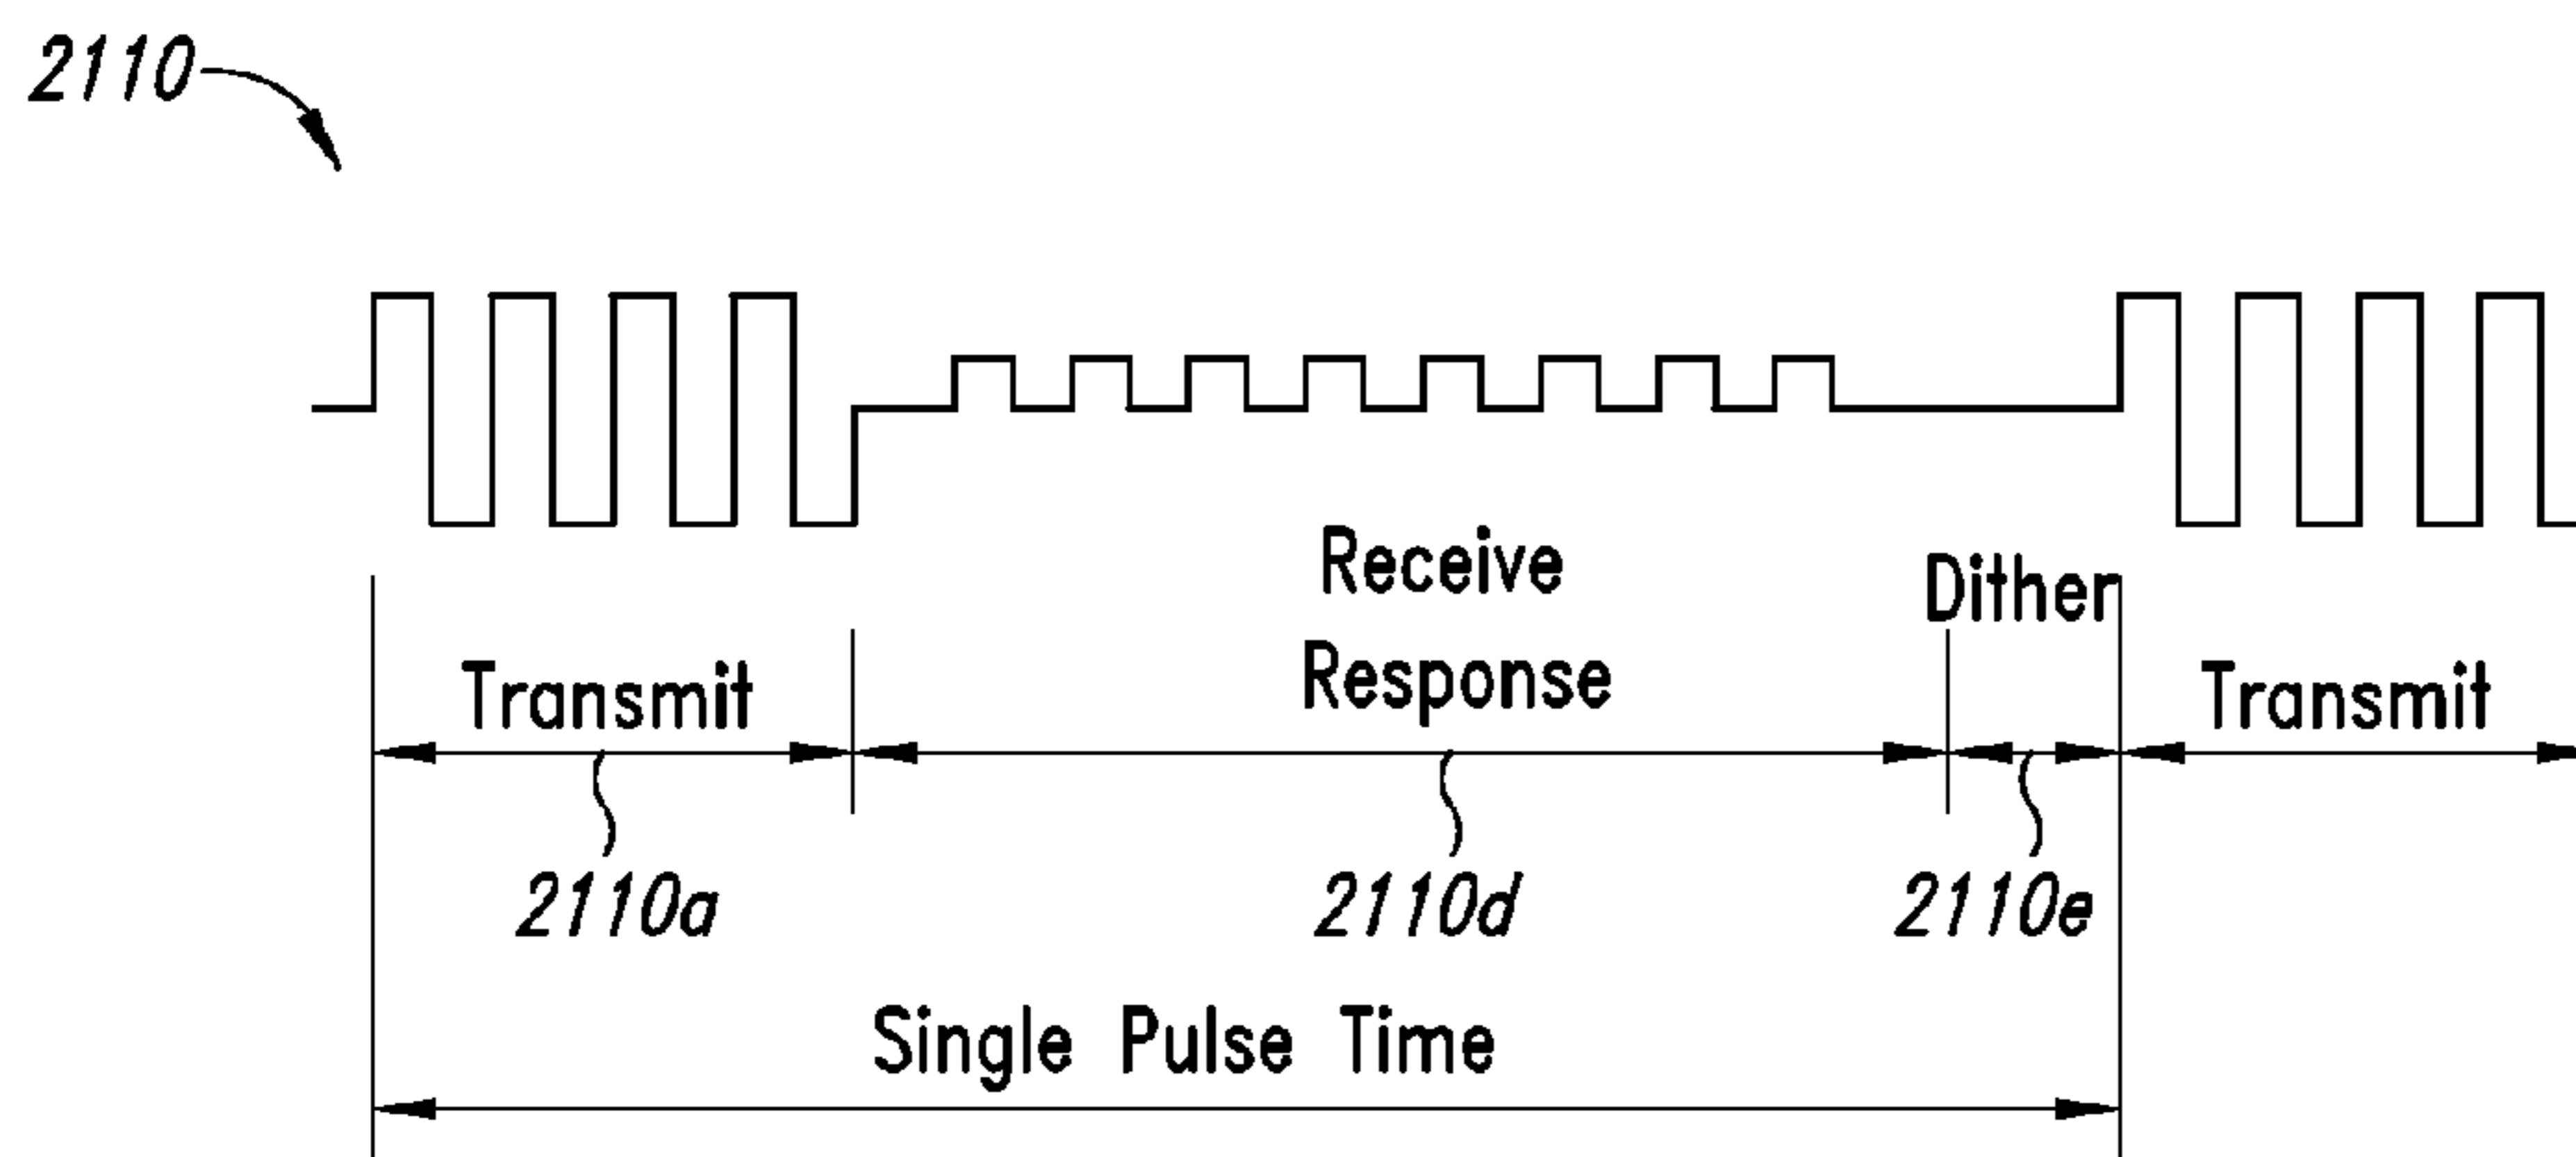 2110
Receive
Response
Dither
Transmit
Transmit
2110a
2110d
2110e
Single Pulse Time